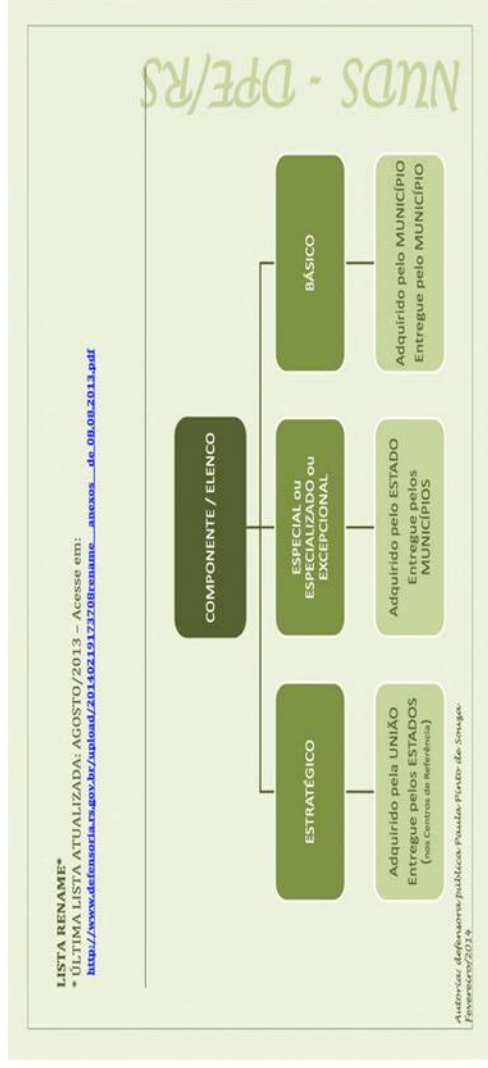 LISTA RENAME*
* ÚLTIMA LISTA ATUALIZADA: AGOSTO/2013 – Acesse em:
http://www.defensoria.rs.gov.br/upload/20140219173708rename_anexos_de_08.08.2013.pdf
COMPONENTE / ELENCO
ESTRATÉGICO
Adquirido pela UNIÃO
Entregue pelos ESTADOS
(nos Centros de Referência)
ESPECIAL ou
ESPECIALIZADO ou
EXCEPCIONAL
Adquirido pelo ESTADO
Entregue pelos
MUNICÍPIOS
BÁSICO
Adquirido pelo MUNICÍPIO
Entregue pelo MUNICÍPIO
NUDS - DPE/RS
Autoria: defensora pública Paula Pinto de Souza
Fevereiro/2014